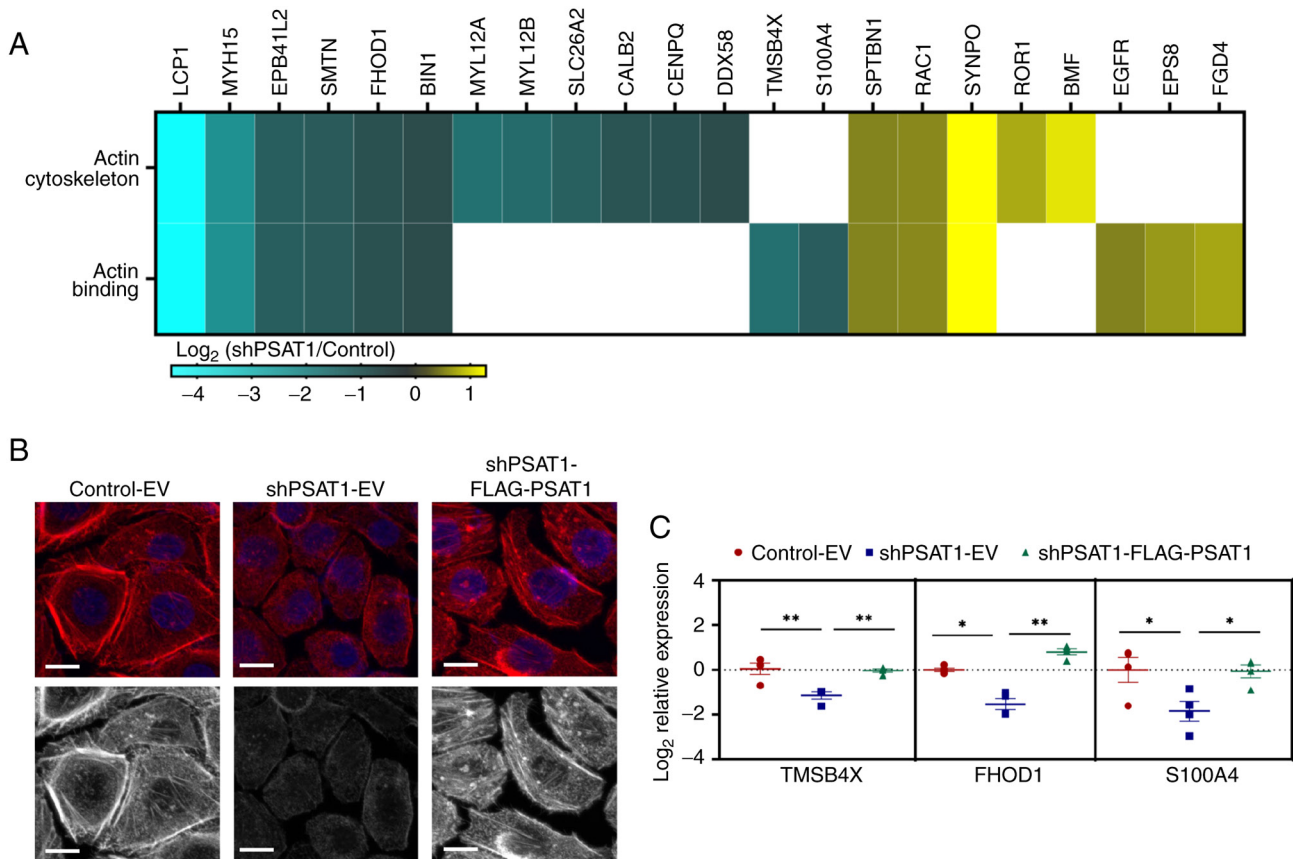 A
LCP1
MYH15
EPB41L2
SMTN
FHOD1
BIN1
MYL12A
MYL12B
SLC26A2
CALB2
CENPQ
DDX58
TMSB4X
S100A4
SPTBN1
RAC1
SYNPO
ROR1
BMF
EGFR
EPS8
FGD4
Actin
cytoskeleton
Actin
binding
Log2 (shPSAT1/Control)
−4 −3 −2 −1 0 1
B
Control-EV
shPSAT1-EV
shPSAT1-
FLAG-PSAT1
C
Control-EV shPSAT1-EV shPSAT1-FLAG-PSAT1
Log2 relative expression
4
2
0
−2
−4
** **
* **
* *
TMSB4X FHOD1 S100A4